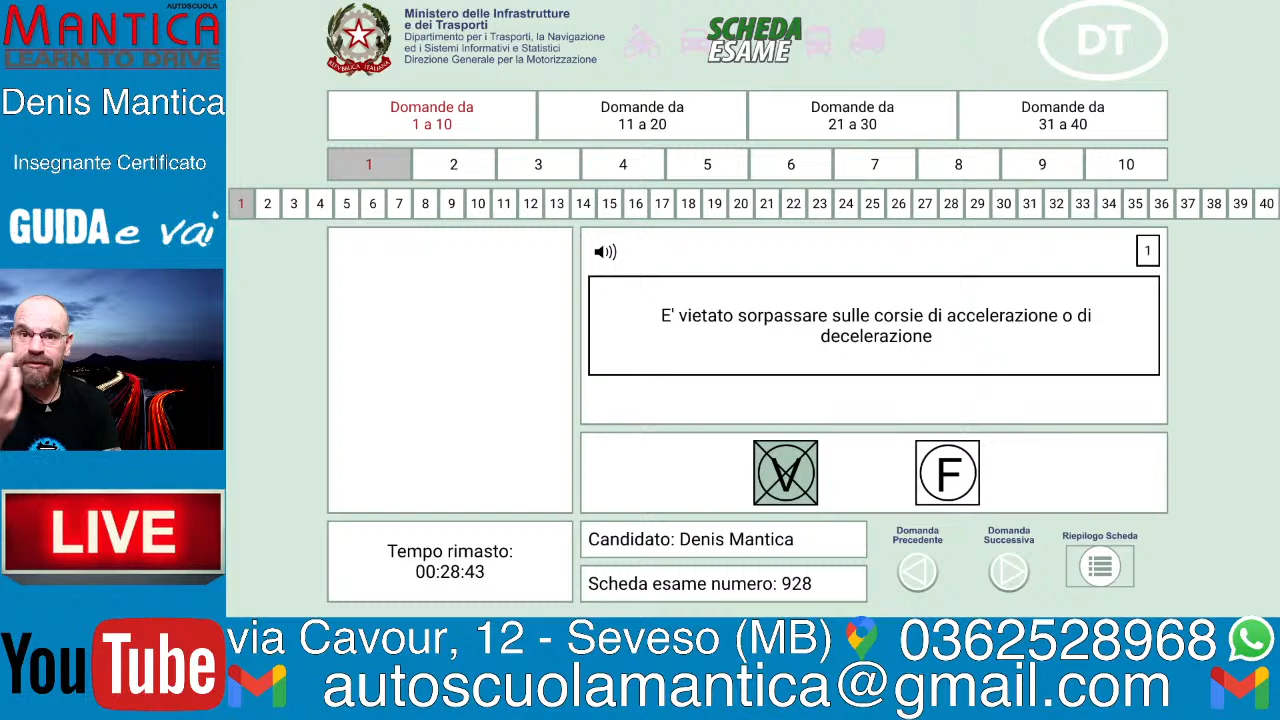 AUTOSCUOLA
MANTICA
LEARN TO DRIVE
Denis Mantica
Insegnante Certificato
GUIDA e vai
LIVE
YouTube
Ministero delle Infrastrutture
e dei Trasporti
Dipartimento per i Trasporti, la Navigazione
ed i Sistemi Informativi e Statistici
Direzione Generale per la Motorizzazione
REPVBBLICA ITALIANA
SCHEDA
ESAME
DT
Domande da
1 a 10
Domande da
11 a 20
Domande da
21 a 30
Domande da
31 a 40
1 2 3 4 5 6 7 8 9 10
1 2 3 4 5 6 7 8 9 10 11 12 13 14 15 16 17 18 19 20 21 22 23 24 25 26 27 28 29 30 31 32 33 34 35 36 37 38 39 40
1
E' vietato sorpassare sulle corsie di accelerazione o di
decelerazione
V F
Tempo rimasto:
00:28:43
Candidato: Denis Mantica
Scheda esame numero: 928
Domanda
Precedente
Domanda
Successiva
Riepilogo Scheda
via Cavour, 12 - Seveso (MB) 0362528968
autoscuolamantica@gmail.com